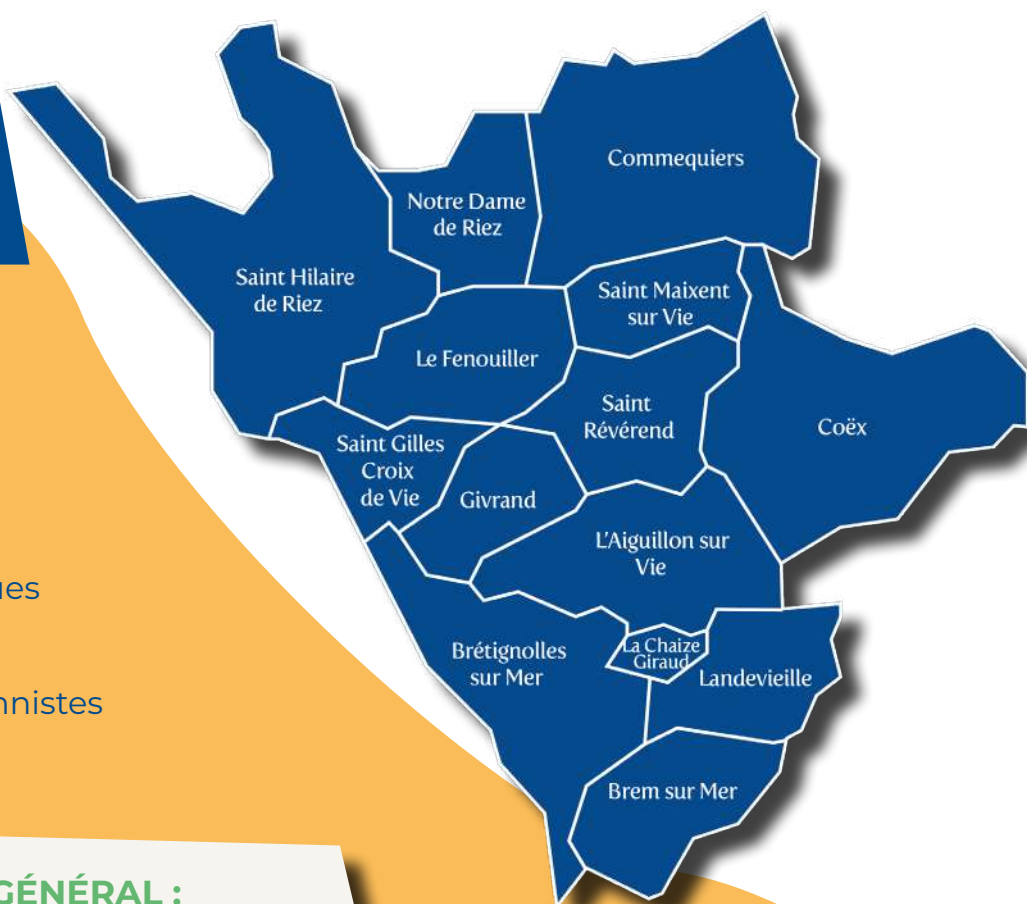 Commequiers
Notre Dame
de Riez
Saint Hilaire
de Riez
Saint Maixent
sur Vie
Le Fenouiller
Saint
Révérend
Coëx
Saint Gilles
Croix
de Vie
Givrand
L'Aiguillon sur
Vie
La Chaize
Giraud
Brétignolles
sur Mer
Landevieille
Brem sur Mer
ues
nnistes
GÉNÉRAL :